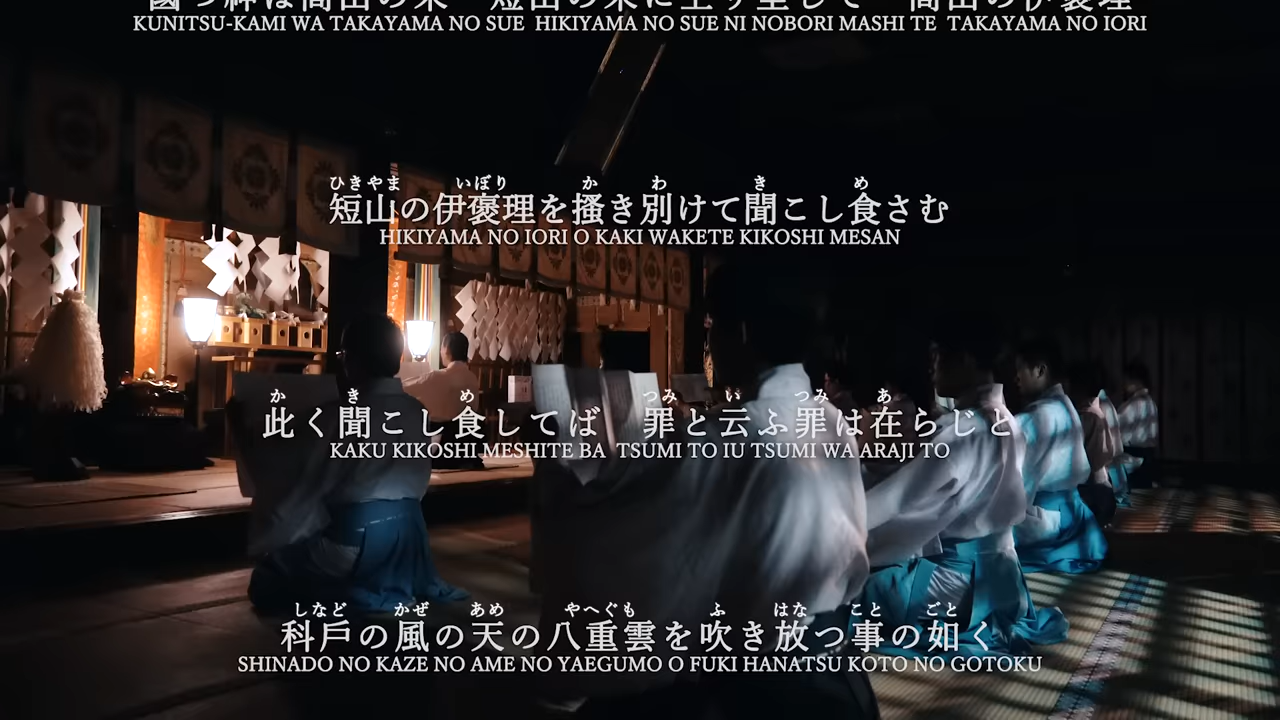 KUNITSU-KAMI WA TAKAYAMA NO SUE  HIKIYAMA NO SUE NI NOBORI MASHI TE  TAKAYAMA NO IORI
ひきやま いぼり か わ き め
短山の伊褒理を搔き別けて聞こし食さむ
HIKIYAMA NO IORI O KAKI WAKETE KIKOSHI MESAN
か き め つみ い つみ あ
此く聞こし食してば　罪と云ふ罪は在らじと
KAKU KIKOSHI MESHITE BA  TSUMI TO IU TSUMI WA ARAJI TO
しなど かぜ あめ やへぐも ふ はな こと ごと
科戶の風の天の八重雲を吹き放つ事の如く
SHINADO NO KAZE NO AME NO YAEGUMO O FUKI HANATSU KOTO NO GOTOKU